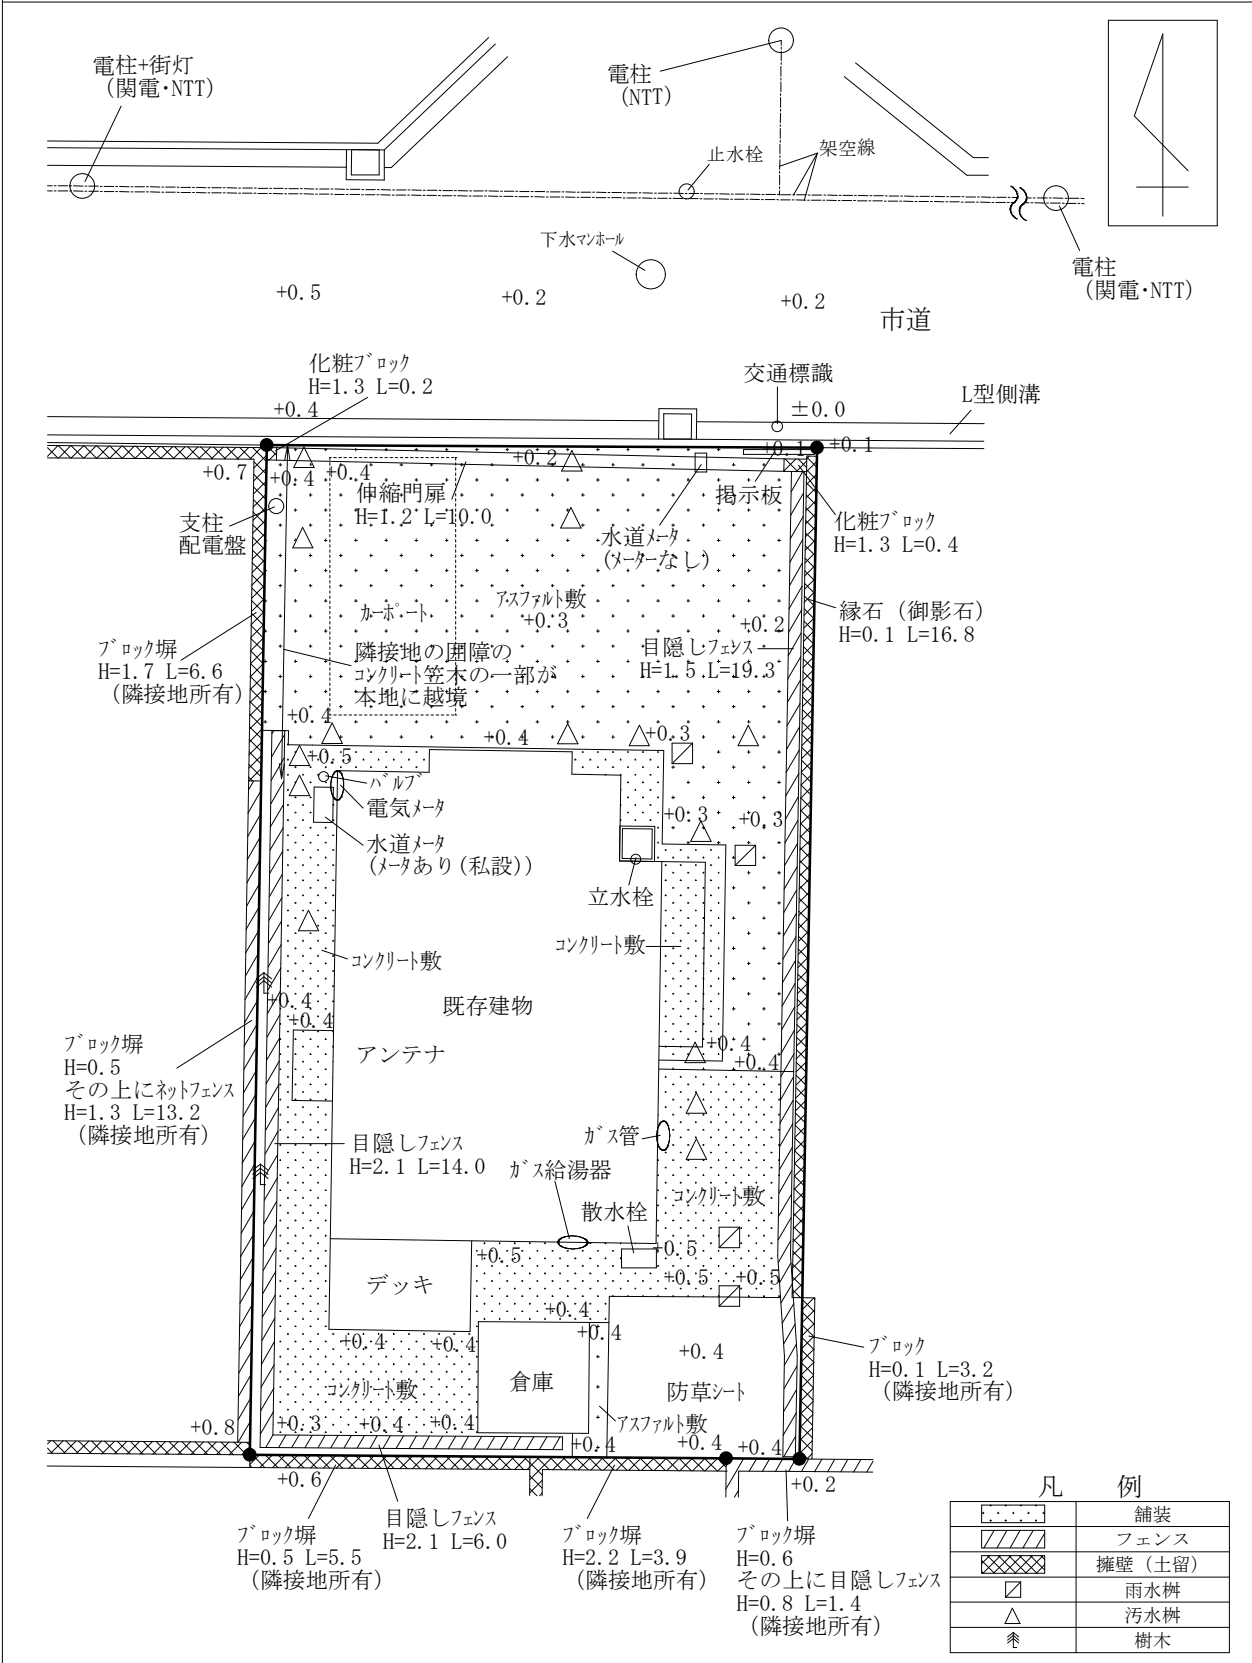 電柱+街灯
(関電・NTT)
電柱
(NTT)
止水栓
架空線
下水マンホール
電柱
(関電・NTT)
+0.5
+0.2
+0.2
市道
化粧ブロック
H=1.3 L=0.2
交通標識
L型側溝
+0.4
±0.0
+0.1
+0.1
+0.7
+0.4
+0.4
+0.2
伸縮門扉
H=1.2 L=10.0
掲示板
支柱
配電盤
水道メータ
(メーターなし)
化粧ブロック
H=1.3 L=0.4
カーポート
アスファルト敷
+0.3
+0.2
縁石(御影石)
H=0.1 L=16.8
ブロック塀
H=1.7 L=6.6
(隣接地所有)
隣接地の囲障の
コンクリート笠木の一部が
本地に越境
目隠しフェンス
H=1.5 L=19.3
+0.4
+0.4
+0.3
+0.5
バルブ
電気メータ
+0.3
+0.3
水道メータ
(メータあり(私設))
立水栓
コンクリート敷
コンクリート敷
+0.4
+0.4
既存建物
アンテナ
+0.4
+0.4
ブロック塀
H=0.5
その上にネットフェンス
H=1.3 L=13.2
(隣接地所有)
目隠しフェンス
H=2.1 L=14.0
ガス管
ガス給湯器
コンクリート敷
散水栓
+0.5
+0.5
+0.5
+0.5
デッキ
+0.4
+0.4
+0.4
+0.4
+0.4
倉庫
防草シート
コンクリート敷
アスファルト敷
ブロック
H=0.1 L=3.2
(隣接地所有)
+0.8
+0.3
+0.4
+0.4
+0.4
+0.4
+0.4
+0.6
+0.2
ブロック塀
H=0.5 L=5.5
(隣接地所有)
目隠しフェンス
H=2.1 L=6.0
ブロック塀
H=2.2 L=3.9
(隣接地所有)
ブロック塀
H=0.6
その上に目隠しフェンス
H=0.8 L=1.4
(隣接地所有)
凡 例
舗装
フェンス
擁壁(土留)
雨水桝
汚水桝
樹木